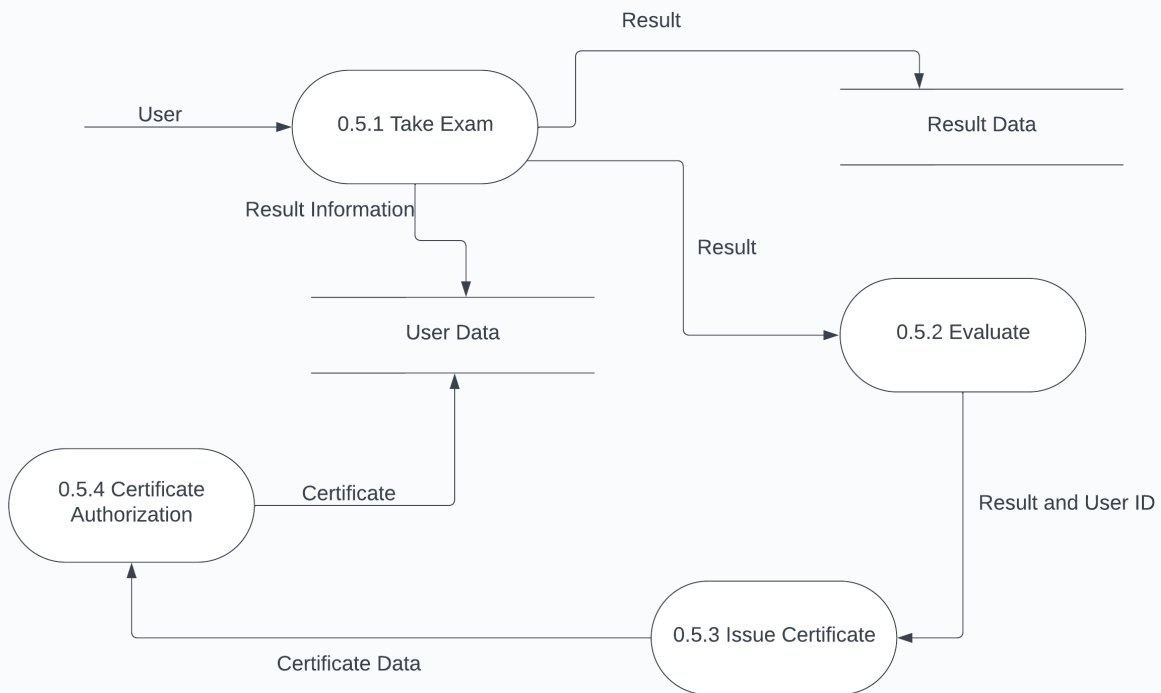 Result
User
0.5.1 Take Exam
Result Data
Result Information
Result
User Data
0.5.2 Evaluate
0.5.4 Certificate
Authorization
Certificate
Result and User ID
0.5.3 Issue Certificate
Certificate Data